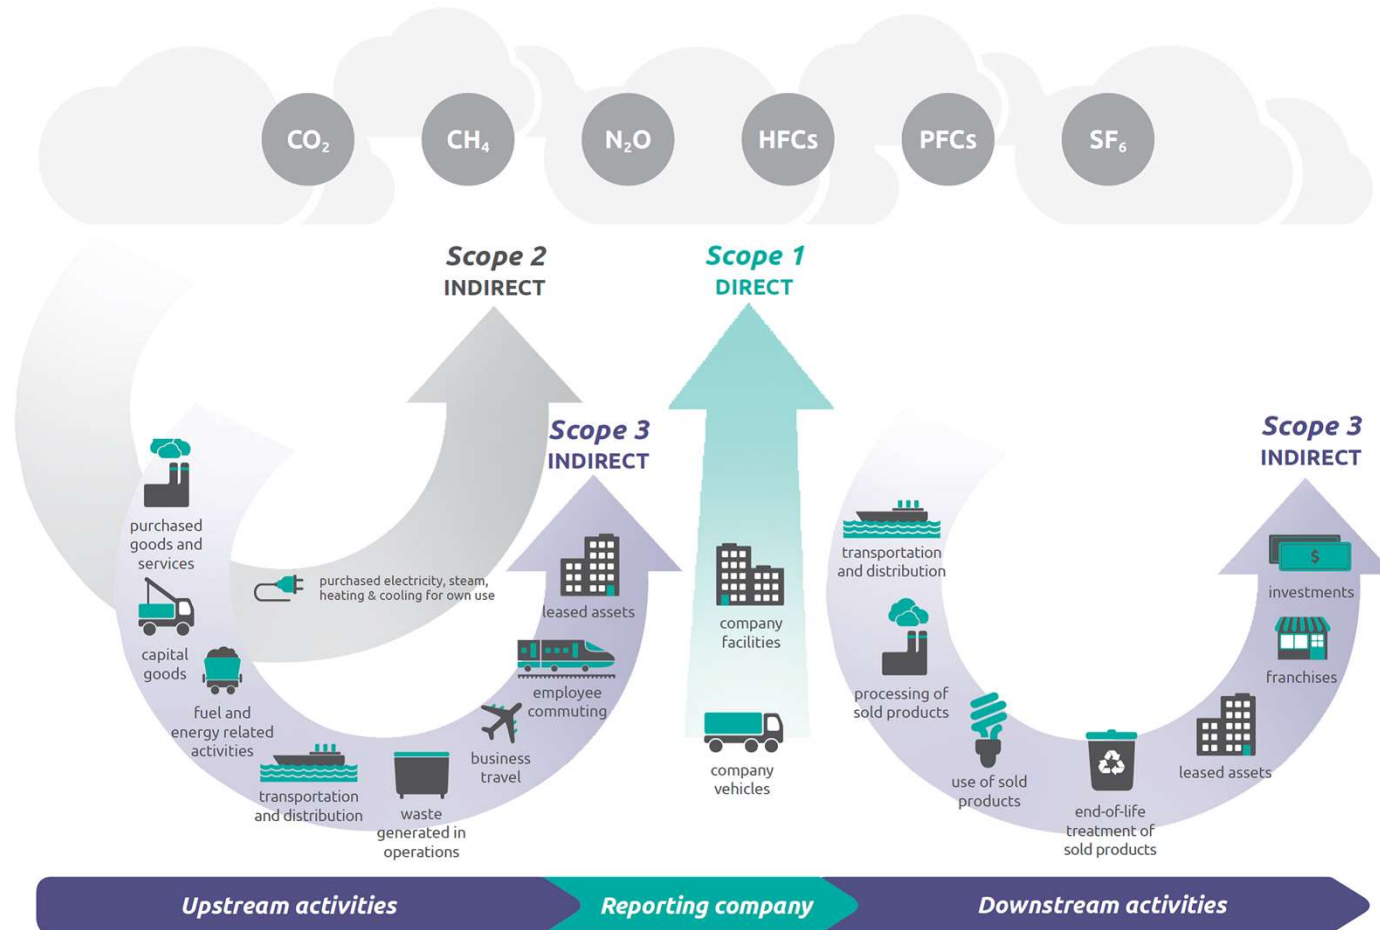 CO₂
CH₄
N₂O
HFCs
PFCs
SF₆
Scope 2
INDIRECT
Scope 1
DIRECT
Scope 3
INDIRECT
Scope 3
INDIRECT
purchased
goods and
services
capital
goods
fuel and
energy related
activities
transportation
and distribution
waste
generated in
operations
business
travel
employee
commuting
leased assets
purchased electricity, steam,
heating & cooling for own use
company
facilities
company
vehicles
transportation
and distribution
processing of
sold products
use of sold
products
end-of-life
treatment of
sold products
leased assets
franchises
investments
$
Upstream activities
Reporting company
Downstream activities